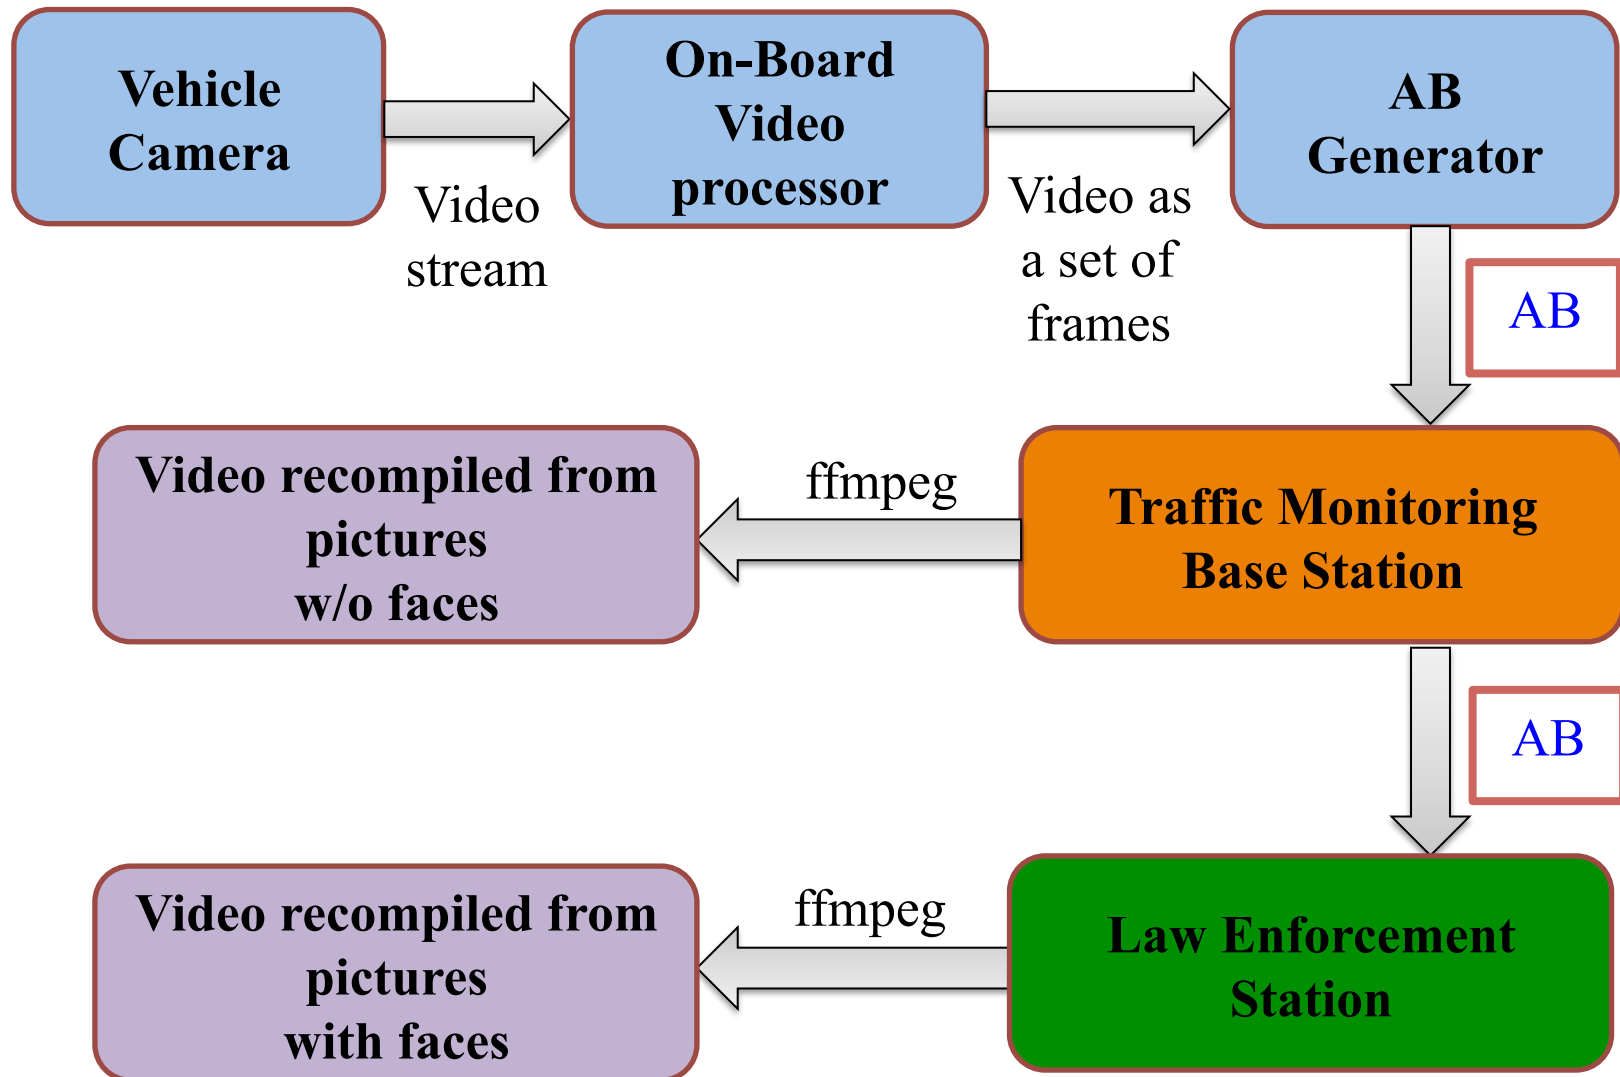 Vehicle
Camera
Video
stream
On-Board
Video
processor
Video as
a set of
frames
AB
Generator
AB
Video recompiled from
pictures
w/o faces
ffmpeg
Traffic Monitoring
Base Station
AB
Video recompiled from
pictures
with faces
ffmpeg
Law Enforcement
Station